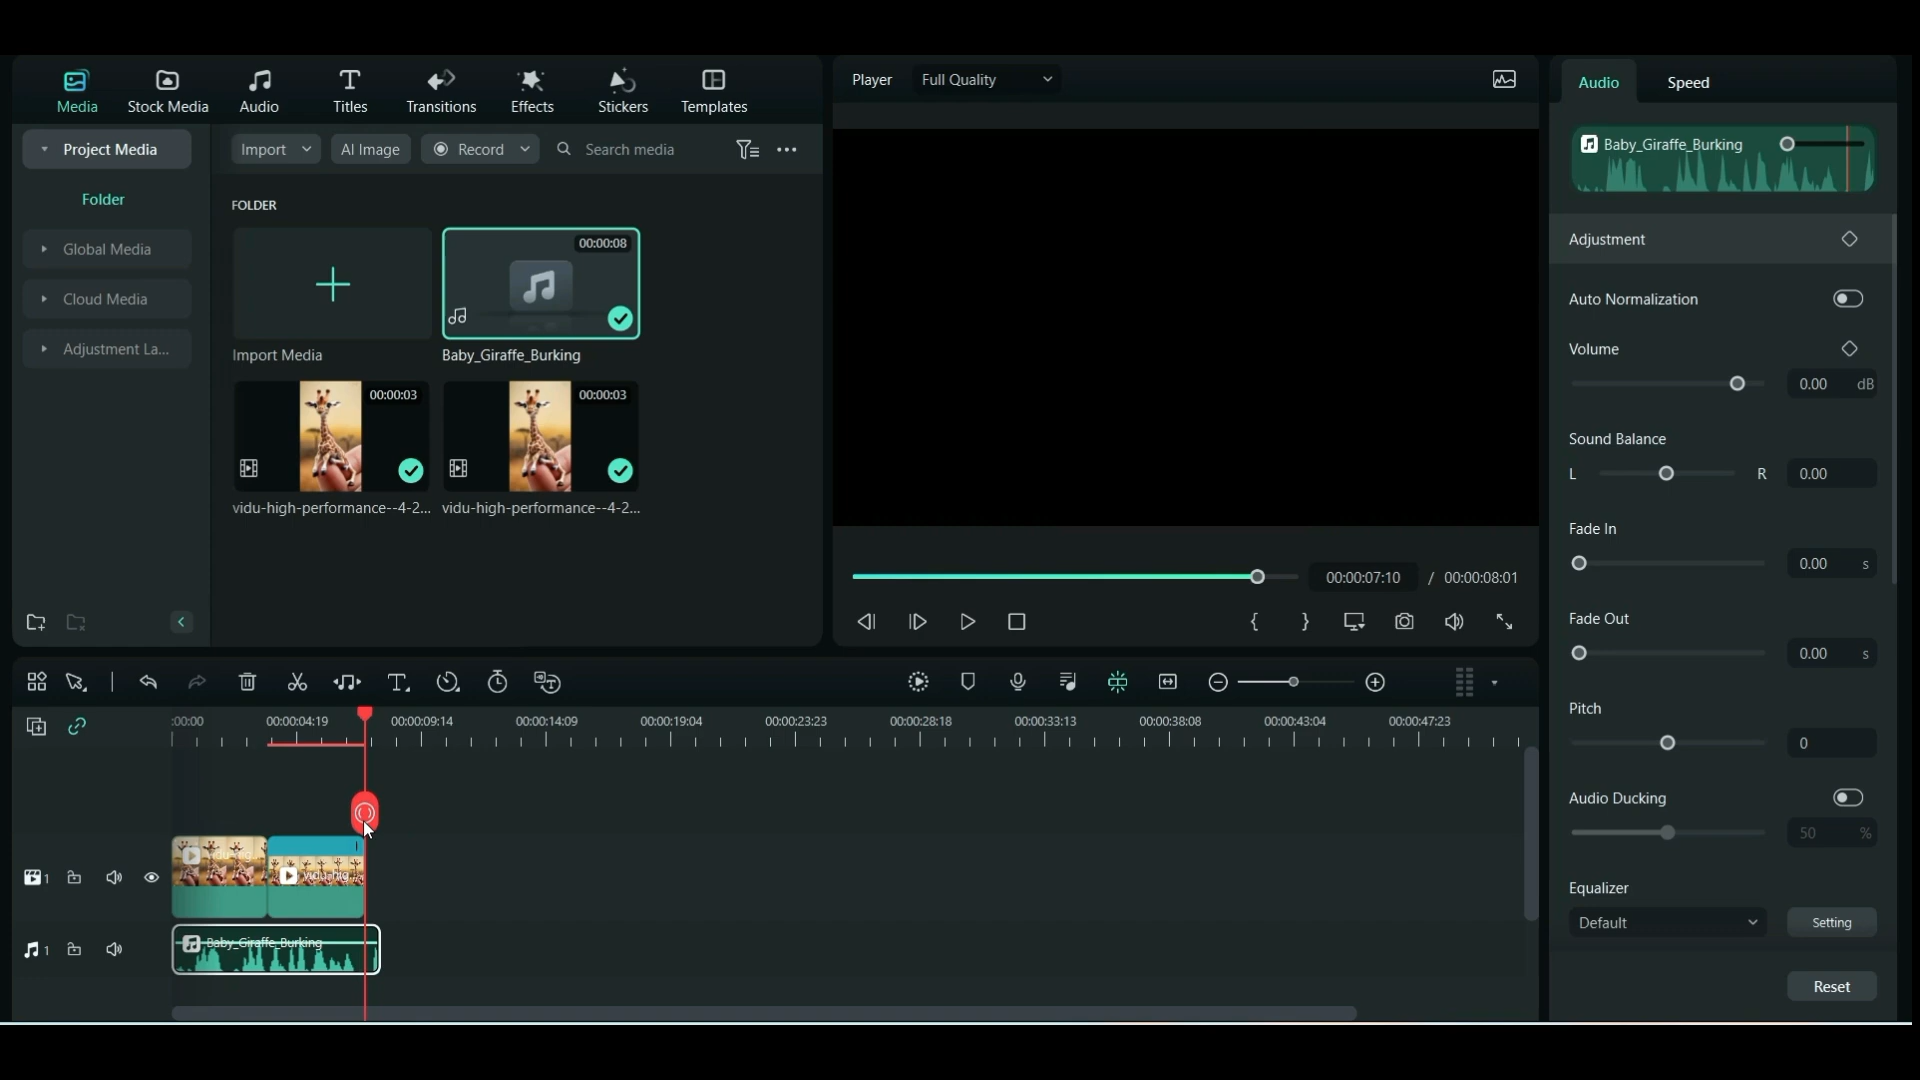 Media
Stock Media
Audio
Titles
Transitions
Effects
Stickers
Templates
Project Media
Folder
Global Media
Cloud Media
Adjustment La...
Import
AI Image
Record
Search media
FOLDER
Import Media
00:00:08
Baby_Giraffe_Burking
00:00:03
vidu-high-performance--4-2...
00:00:03
vidu-high-performance--4-2...
Player
Full Quality
00:00:07:10 / 00:00:08:01
Audio
Speed
Baby_Giraffe_Burking
Adjustment
Auto Normalization
Volume
0.00 dB
Sound Balance
L R 0.00
Fade In
0.00 s
Fade Out
0.00 s
Pitch
0
Audio Ducking
50 %
Equalizer
Default
Setting
Reset
:00:00 00:00:04:19 00:00:09:14 00:00:14:09 00:00:19:04 00:00:23:23 00:00:28:18 00:00:33:13 00:00:38:08 00:00:43:04 00:00:47:23
1
vidu-hig...
1
Baby_Giraffe_Burking